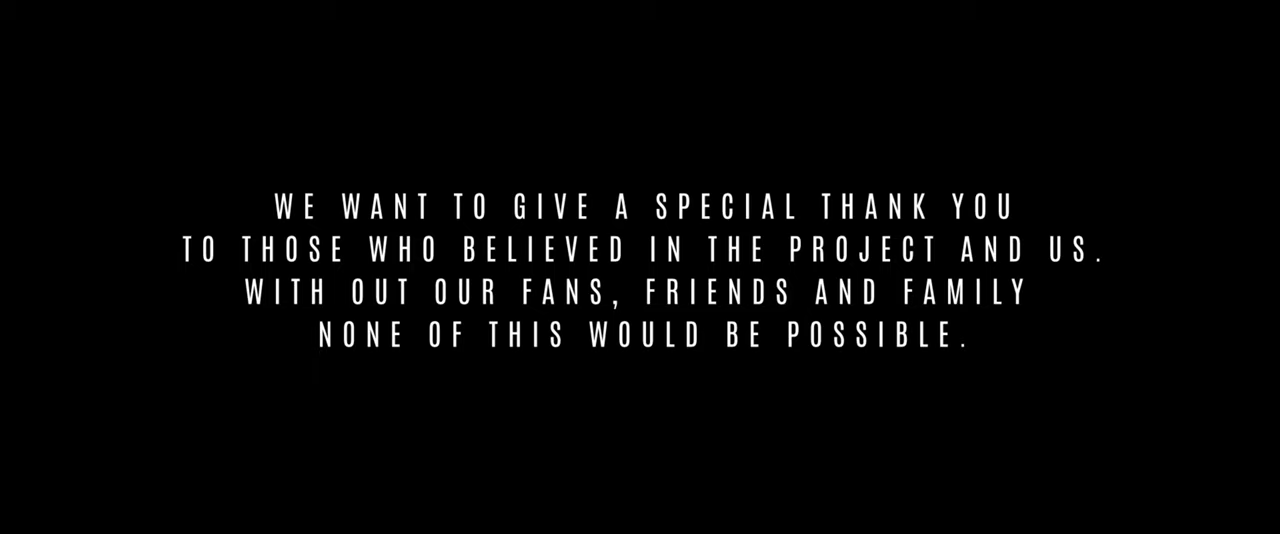 WE WANT TO GIVE A SPECIAL THANK YOU
TO THOSE WHO BELIEVED IN THE PROJECT AND US.
WITH OUT OUR FANS, FRIENDS AND FAMILY
NONE OF THIS WOULD BE POSSIBLE.